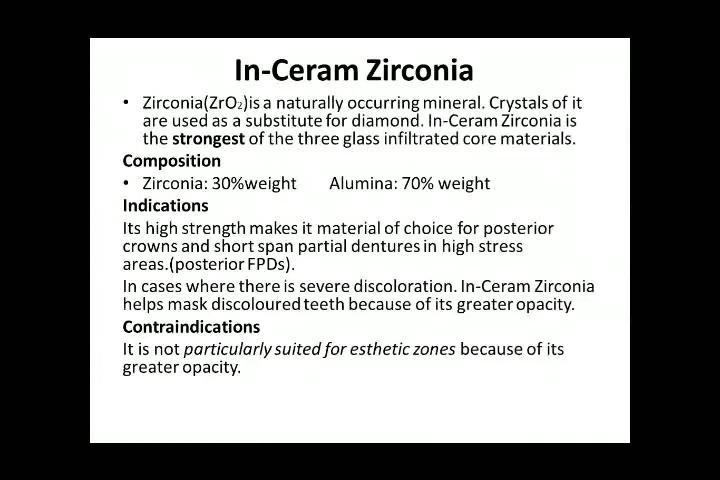 In-Ceram Zirconia
• Zirconia(ZrO2)is a naturally occurring mineral. Crystals of it
are used as a substitute for diamond. In-Ceram Zirconia is
the strongest of the three glass infiltrated core materials.
Composition
• Zirconia: 30%weight Alumina: 70% weight
Indications
Its high strength makes it material of choice for posterior
crowns and short span partial dentures in high stress
areas.(posterior FPDs).
In cases where there is severe discoloration. In-Ceram Zirconia
helps mask discoloured teeth because of its greater opacity.
Contraindications
It is not particularly suited for esthetic zones because of its
greater opacity.